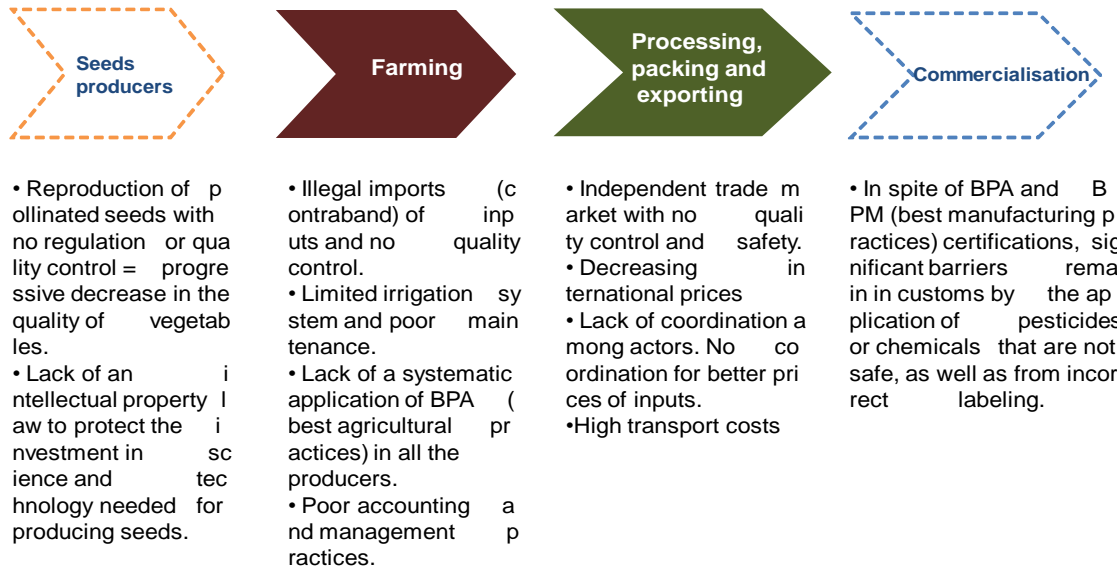 Seeds
producers
Farming
Processing,
packing and
exporting
Commercialisation
• Reproduction of p
ollinated seeds with
no regulation or qua
lity control = progre
ssive decrease in the
quality of vegetab
les.
• Lack of an i
ntellectual property l
aw to protect the i
nvestment in sc
ience and tec
hnology needed for
producing seeds.
• Illegal imports (c
ontraband) of inp
uts and no quality
control.
• Limited irrigation sy
stem and poor main
tenance.
• Lack of a systematic
application of BPA (
best agricultural pr
actices) in all the
producers.
• Poor accounting a
nd management p
ractices.
• Independent trade m
arket with no quali
ty control and safety.
• Decreasing in
ternational prices
• Lack of coordination a
mong actors. No co
ordination for better pri
ces of inputs.
•High transport costs
• In spite of BPA and B
PM (best manufacturing p
ractices) certifications, sig
nificant barriers rema
in in customs by the ap
plication of pesticides
or chemicals that are not
safe, as well as from incor
rect labeling.